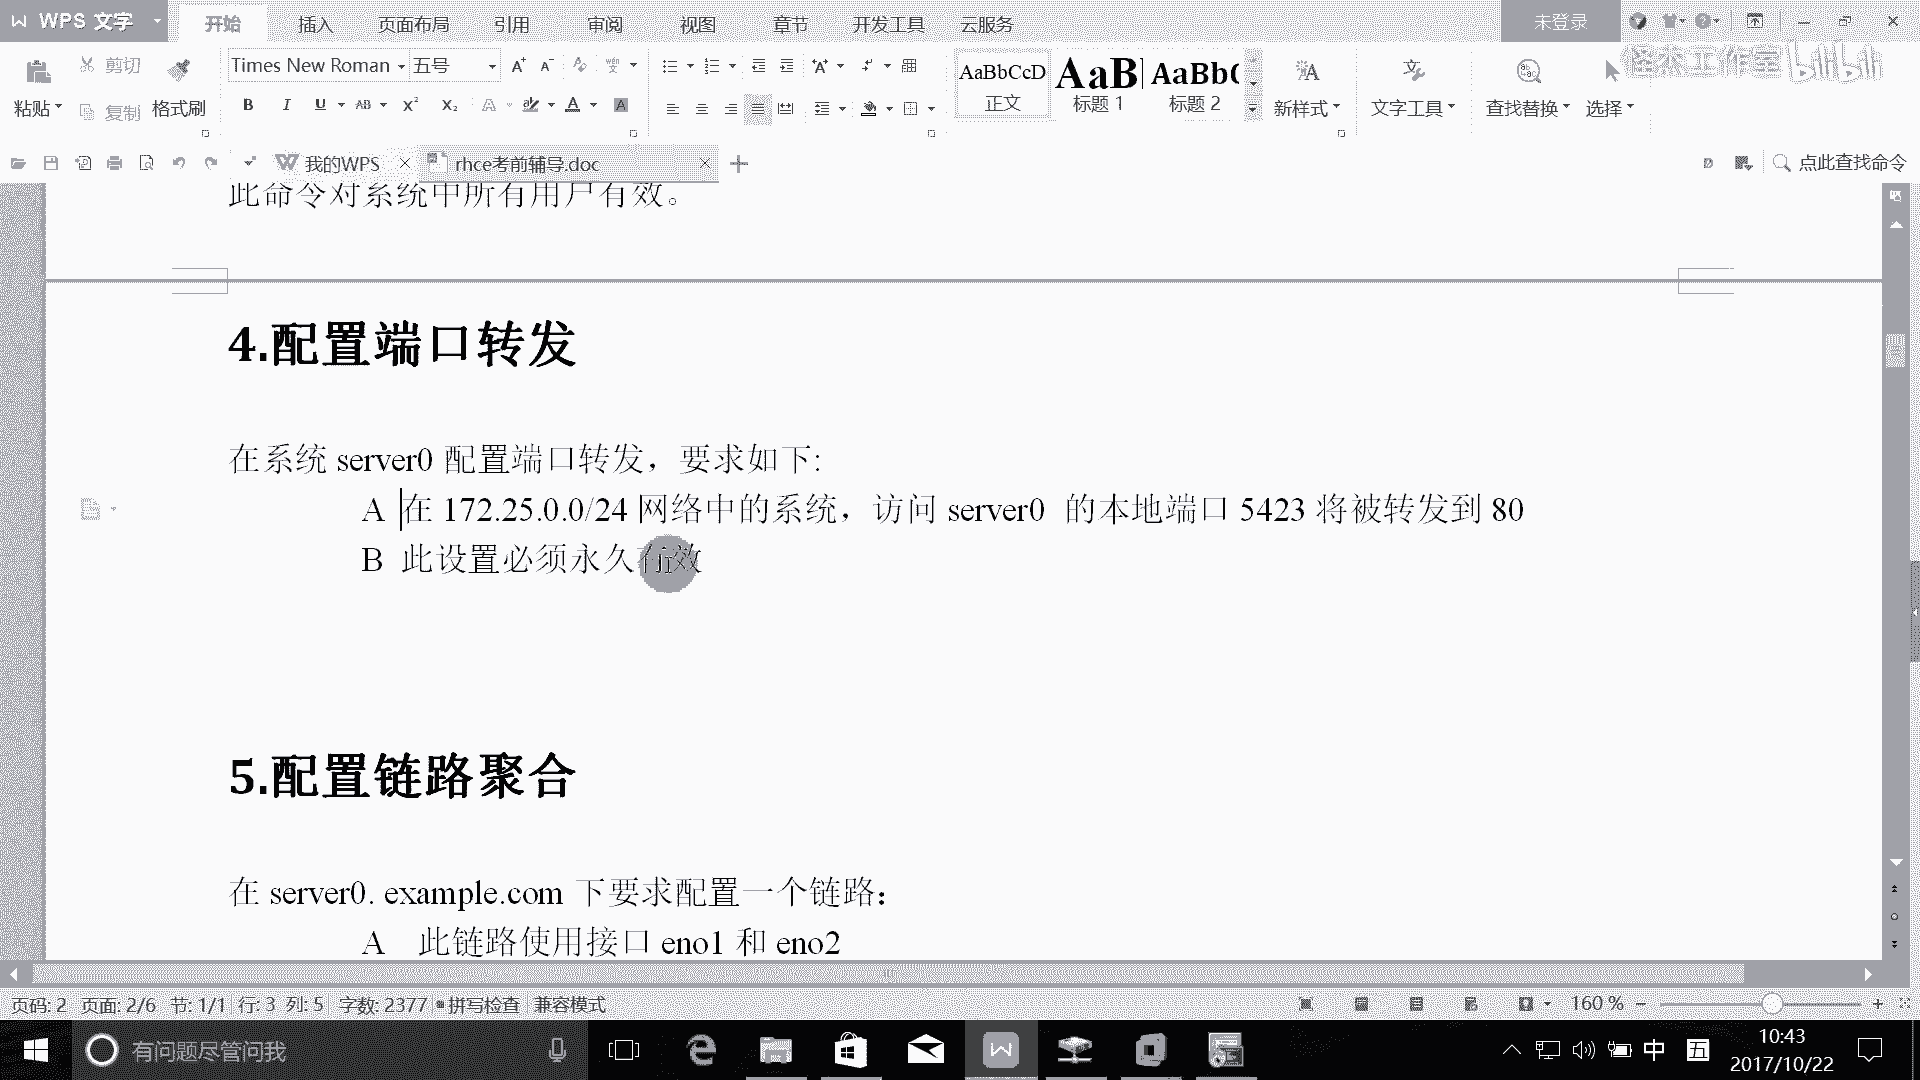 WPS 文字
开始 插入 页面布局 引用 审阅 视图 章节 开发工具 云服务 未登录
怪木工作室 bilibili
剪切 Times New Roman 五号 AaBbCcD AaB AaBb(
粘贴 复制 格式刷 正文 标题 1 标题 2 新样式 文字工具 查找替换 选择
我的WPS rhce考前辅导.doc 点此查找命令
此命令对系统中所有用户有效。
4.配置端口转发
在系统 server0 配置端口转发，要求如下:
A 在 172.25.0.0/24 网络中的系统，访问 server0 的本地端口 5423 将被转发到 80
B 此设置必须永久有效
5.配置链路聚合
在 server0. example.com 下要求配置一个链路：
A 此链路使用接口 eno1 和 eno2
页码: 2 页面: 2/6 节: 1/1 行: 3 列: 5 字数: 2377 拼写检查 兼容模式 160 %
有问题尽管问我 中 五 10:43
2017/10/22